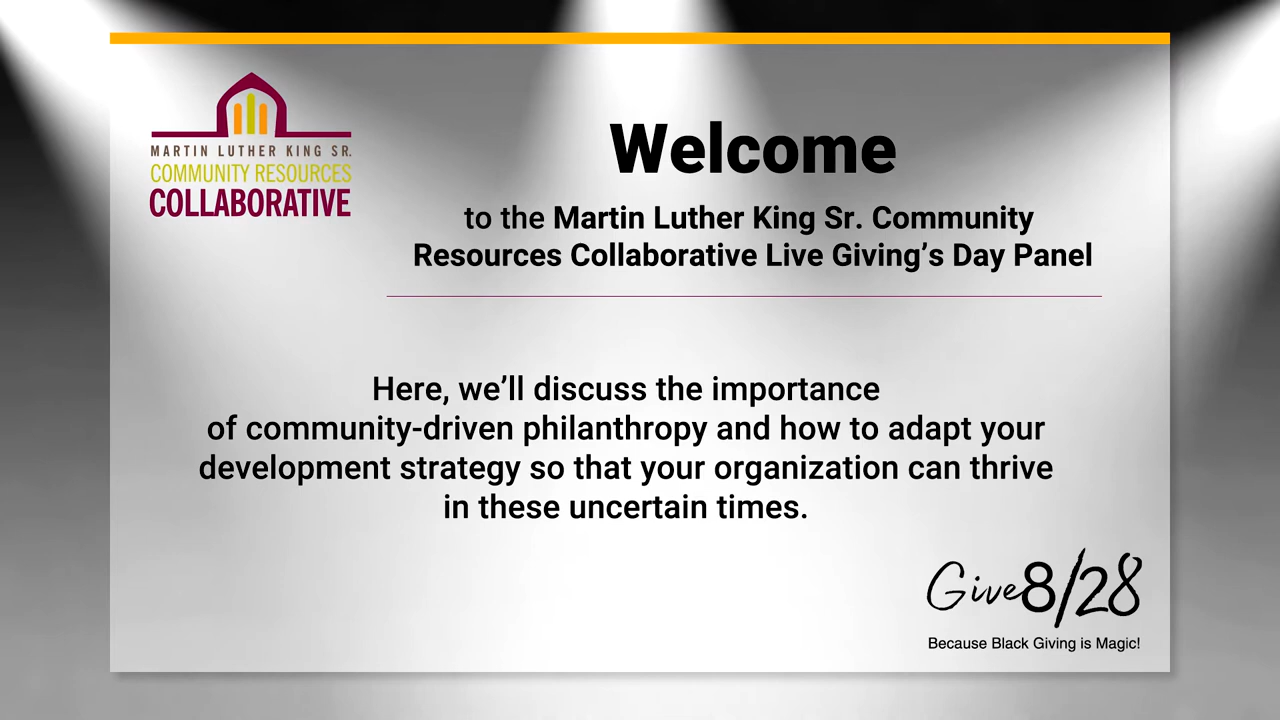 MARTIN LUTHER KING SR.
COMMUNITY RESOURCES
COLLABORATIVE
Welcome
to the Martin Luther King Sr. Community
Resources Collaborative Live Giving’s Day Panel
Here, we’ll discuss the importance
of community-driven philanthropy and how to adapt your
development strategy so that your organization can thrive
in these uncertain times.
Give8/28
Because Black Giving is Magic!